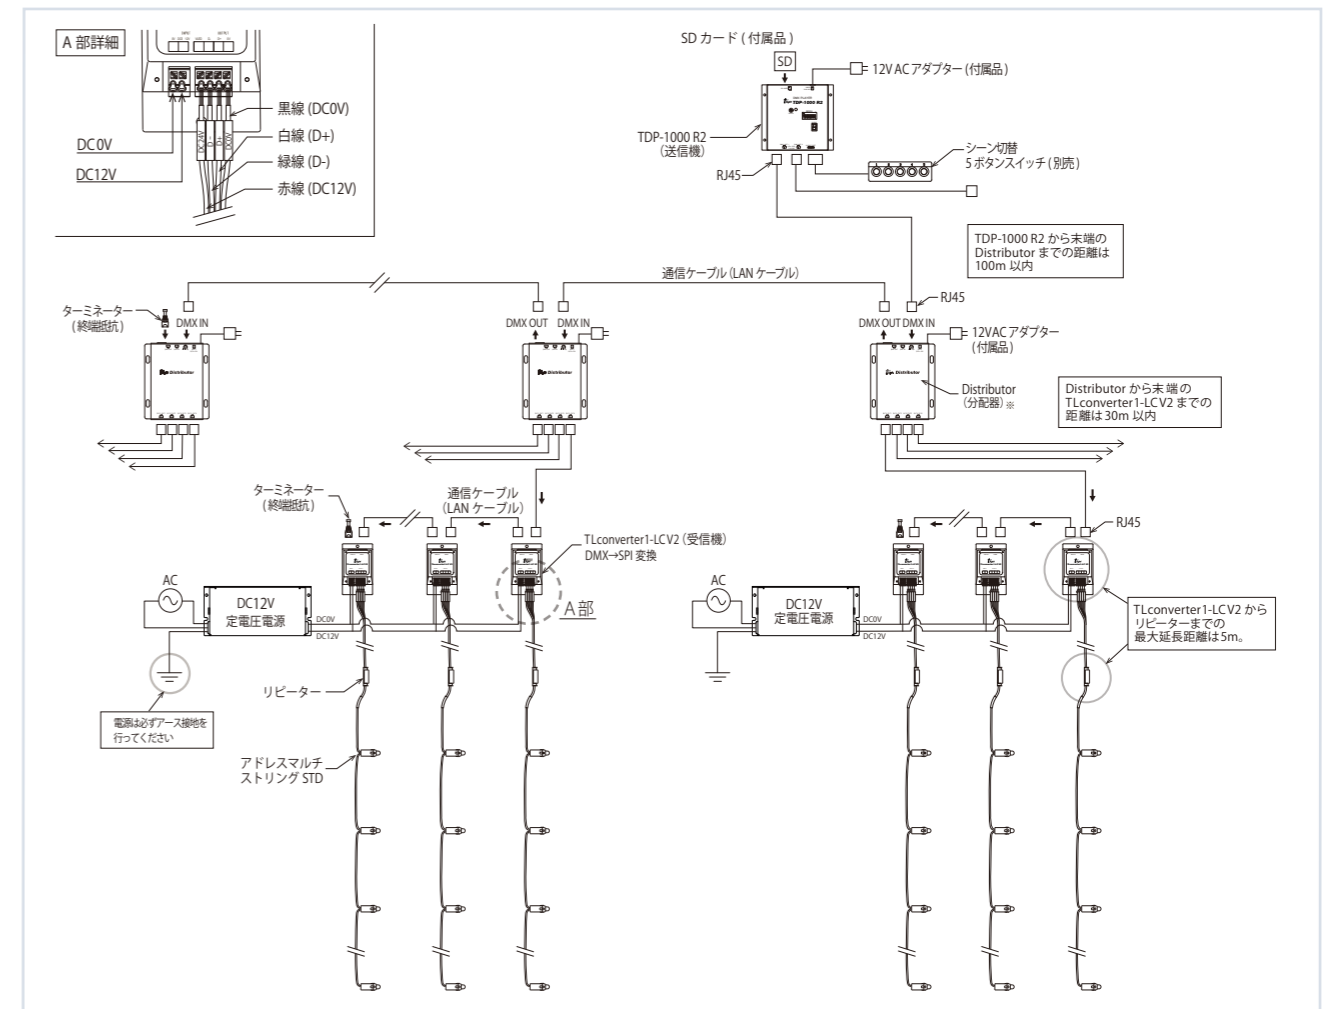 A 部詳細
DC24V
D−
D+
DC0V
黒線 (DC0V)
白線 (D+)
緑線 (D-)
赤線 (DC12V)
DC0V
DC12V
SD カード ( 付属品 )
SD
12V AC アダプター (付属品)
TDP-1000 R2
TDP-1000 R2
(送信機)
RJ45
シーン切替
5 ボタンスイッチ ( 別売 )
TDP-1000 R2 から末端の
Distributor までの距離は
100m 以内
通信ケーブル (LAN ケーブル)
RJ45
ターミネーター
( 終端抵抗 )
DMX IN
DMX OUT
DMX IN
DMX OUT
DMX IN
12VAC アダプター
(付属品)
Distributor
Distributor
Distributor
Distributor
(分配器) ※
Distributor から末端の
TLconverter1-LCV2 までの
距離は 30m 以内
ターミネーター
( 終端抵抗 )
通信ケーブル
(LAN ケーブル)
TLconverter1-LCV2 (受信機)
DMX→SPI 変換
RJ45
A 部
AC
DC12V
定電圧電源
DC0V
DC12V
AC
DC12V
定電圧電源
DC0V
DC12V
TLconverter1-LCV2 から
リピーターまでの
最大延長距離は5m。
リピーター
電源は必ずアース接地を
行ってください
アドレスマルチ
ストリング STD